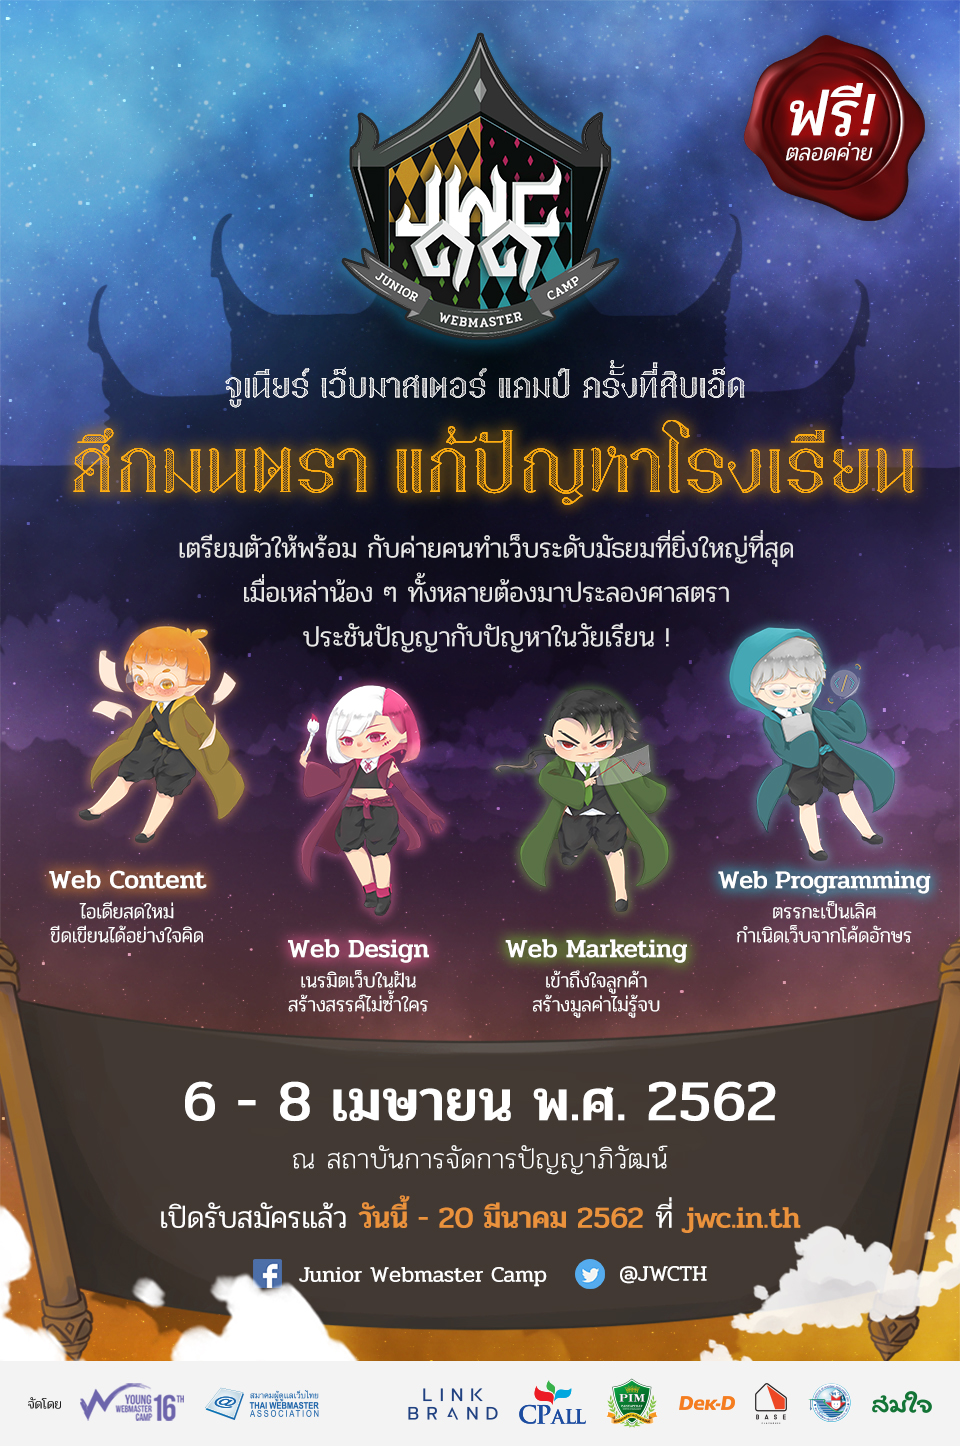 ฟรี!
ตลอดค่าย
JWC
JUNIOR WEBMASTER CAMP
จูเนียร์ เว็บมาสเตอร์ แคมป์ ครั้งที่สิบเอ็ด
ศึกมนตรา แก้ปัญหาโรงเรียน
เตรียมตัวให้พร้อม กับค่ายคนทำเว็บระดับมัธยมที่ยิ่งใหญ่ที่สุด
เมื่อเหล่าน้อง ๆ ทั้งหลายต้องมาประลองศาสตรา
ประชันปัญญากับปัญหาในวัยเรียน !
Web Content
ไอเดียสดใหม่
ขีดเขียนได้อย่างใจคิด
Web Design
เนรมิตเว็บในฝัน
สร้างสรรค์ไม่ซ้ำใคร
Web Marketing
เข้าถึงใจลูกค้า
สร้างมูลค่าไม่รู้จบ
Web Programming
ตรรกะเป็นเลิศ
กำเนิดเว็บจากโค้ดอักษร
6 - 8 เมษายน พ.ศ. 2562
ณ สถาบันการจัดการปัญญาภิวัฒน์
เปิดรับสมัครแล้ว วันนี้ - 20 มีนาคม 2562 ที่ jwc.in.th
Junior Webmaster Camp @JWCTH
จัดโดย
YOUNG WEBMASTER CAMP 16TH
สมาคมผู้ดูแลเว็บไทย
THAI WEBMASTER
ASSOCIATION
LINK
BRAND
CP ALL
PIM
DEK-D
BASE
สมใจ